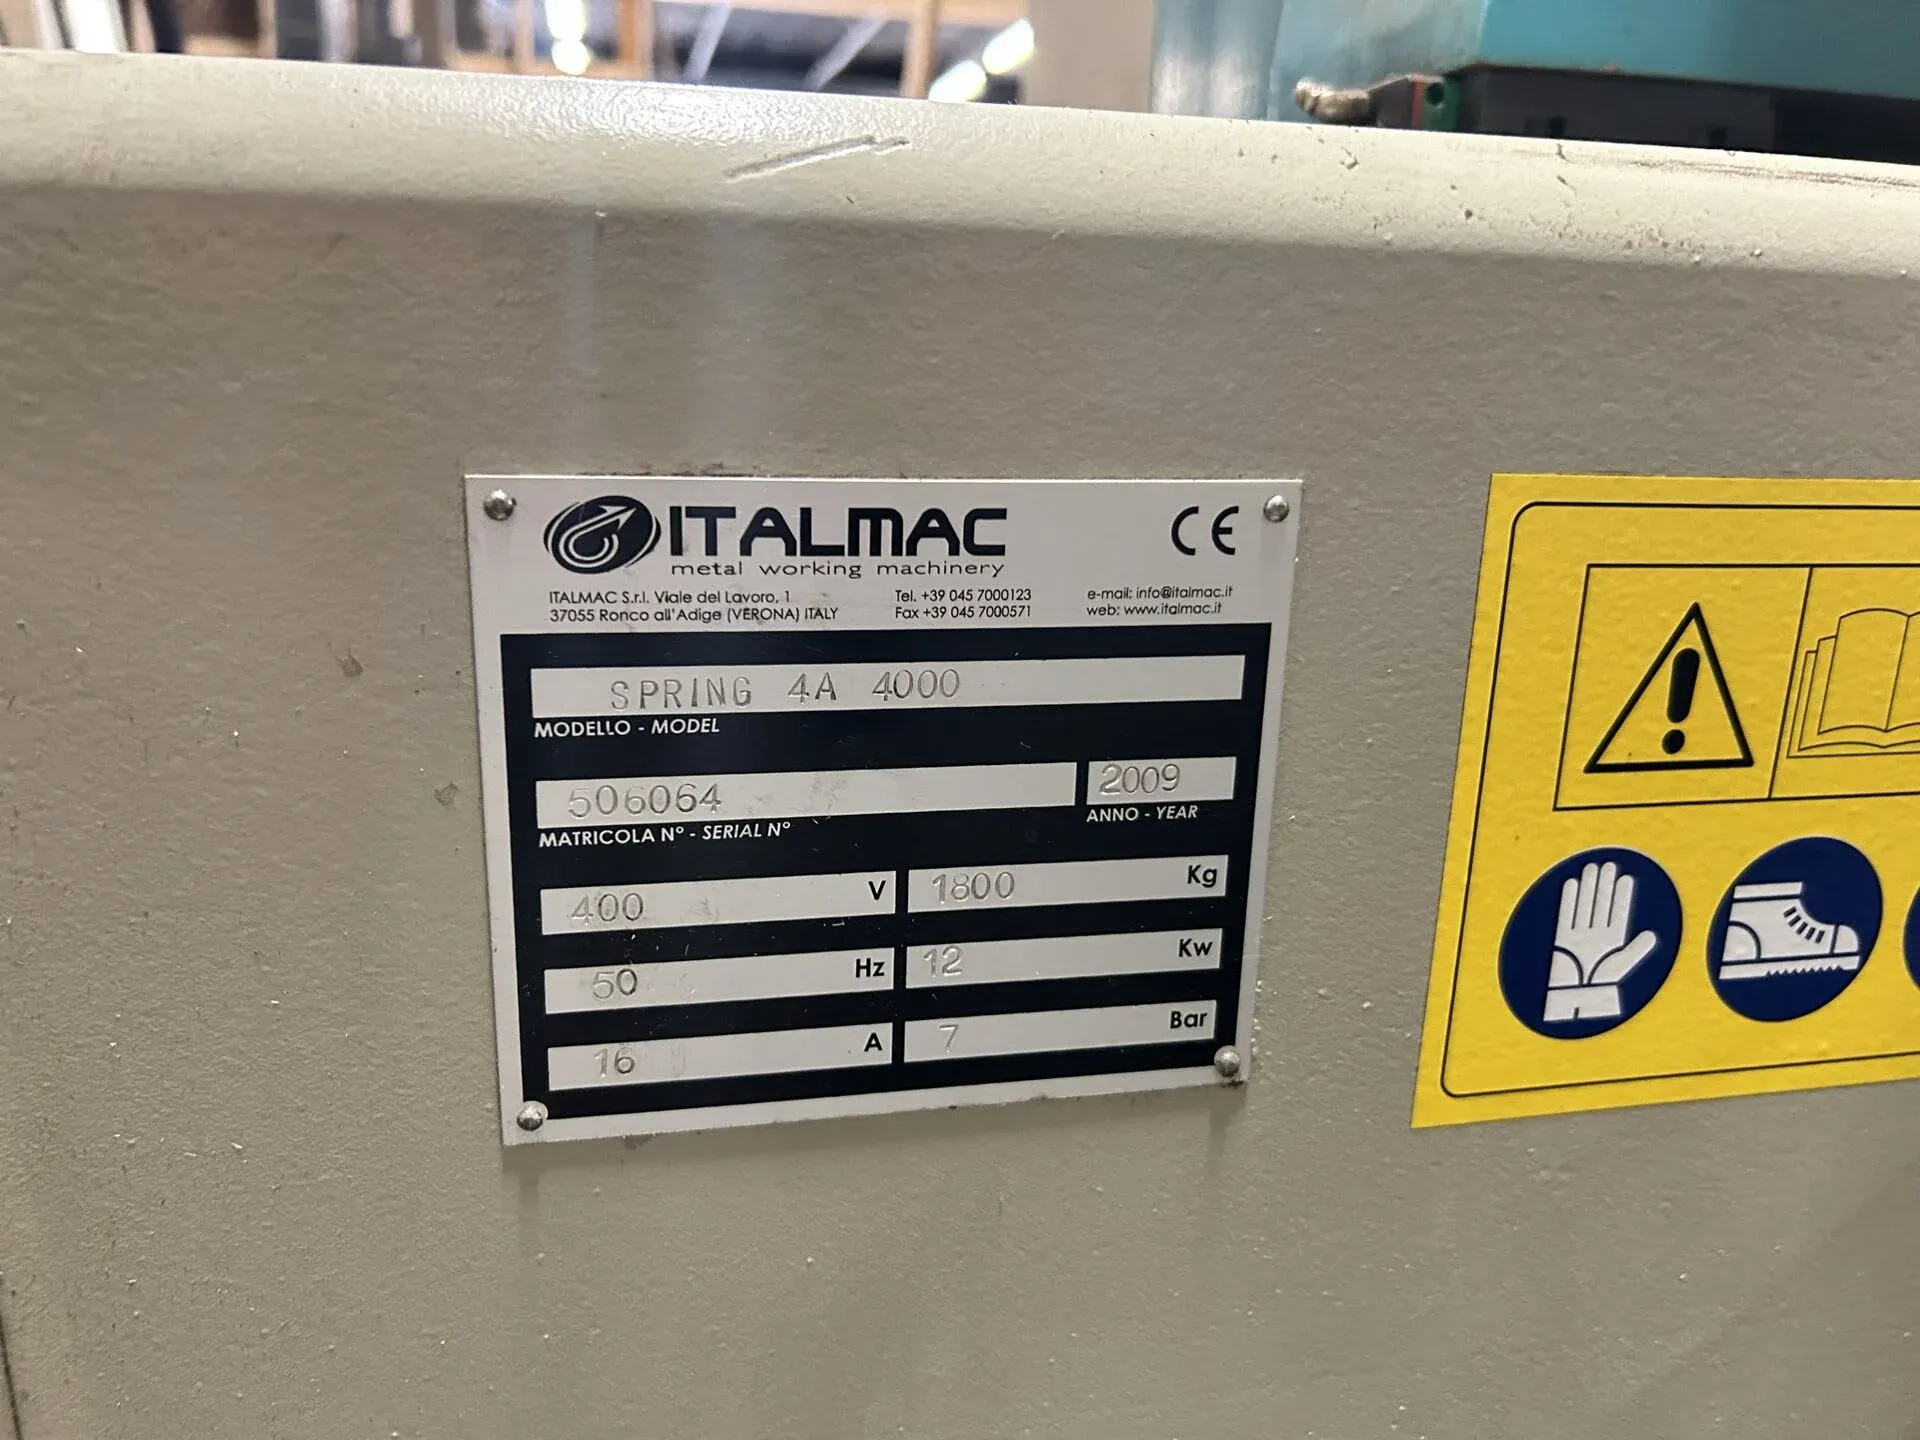 ITALMAC
CE
metal working machinery
ITALMAC S.r.l. Viale del Lavoro, 1
37055 Ronco all'Adige (VERONA) ITALY
Tel. +39 045 7000123
Fax +39 045 7000571
e-mail: info@italmac.it
web: www.italmac.it
SPRING 4A 4000
MODELLO - MODEL
506064
MATRICOLA N° - SERIAL N°
2009
ANNO - YEAR
400 V
1800 Kg
50 Hz
12 Kw
16 A
7 Bar